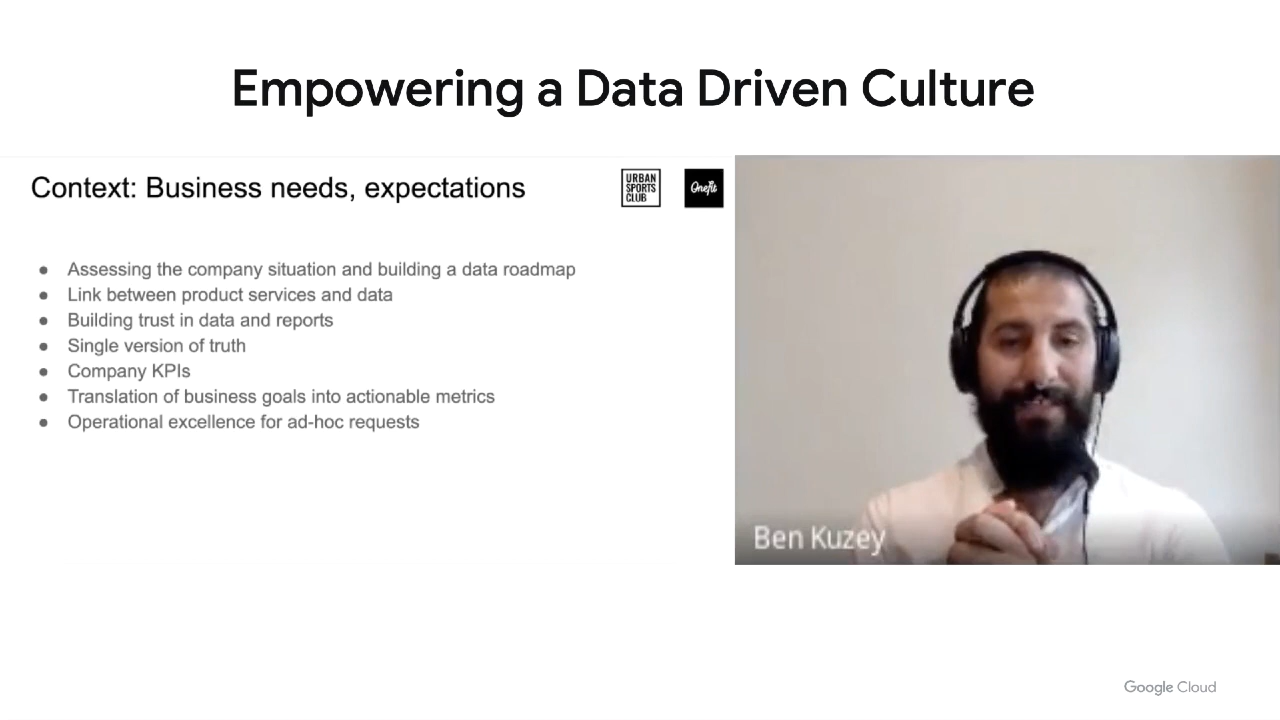 Empowering a Data Driven Culture
Context: Business needs, expectations
URBAN
SPORTS
CLUB
Onefit
● Assessing the company situation and building a data roadmap
● Link between product services and data
● Building trust in data and reports
● Single version of truth
● Company KPIs
● Translation of business goals into actionable metrics
● Operational excellence for ad-hoc requests
Ben Kuzey
Google Cloud